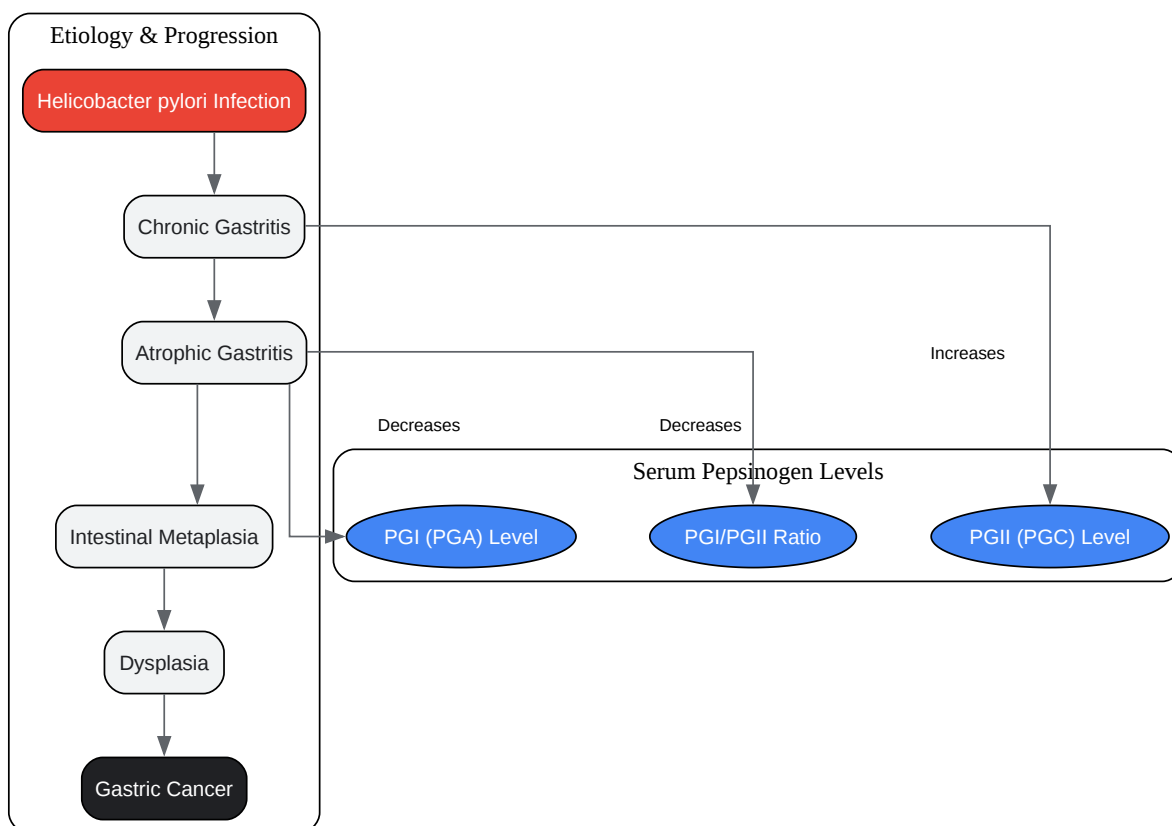 Etiology & Progression
Helicobacter pylori Infection
Chronic Gastritis
Atrophic Gastritis
Increases
Decreases
Decreases
Serum Pepsinogen Levels
Intestinal Metaplasia
PGI (PGA) Level
PGI/PGII Ratio
PGII (PGC) Level
Dysplasia
Gastric Cancer